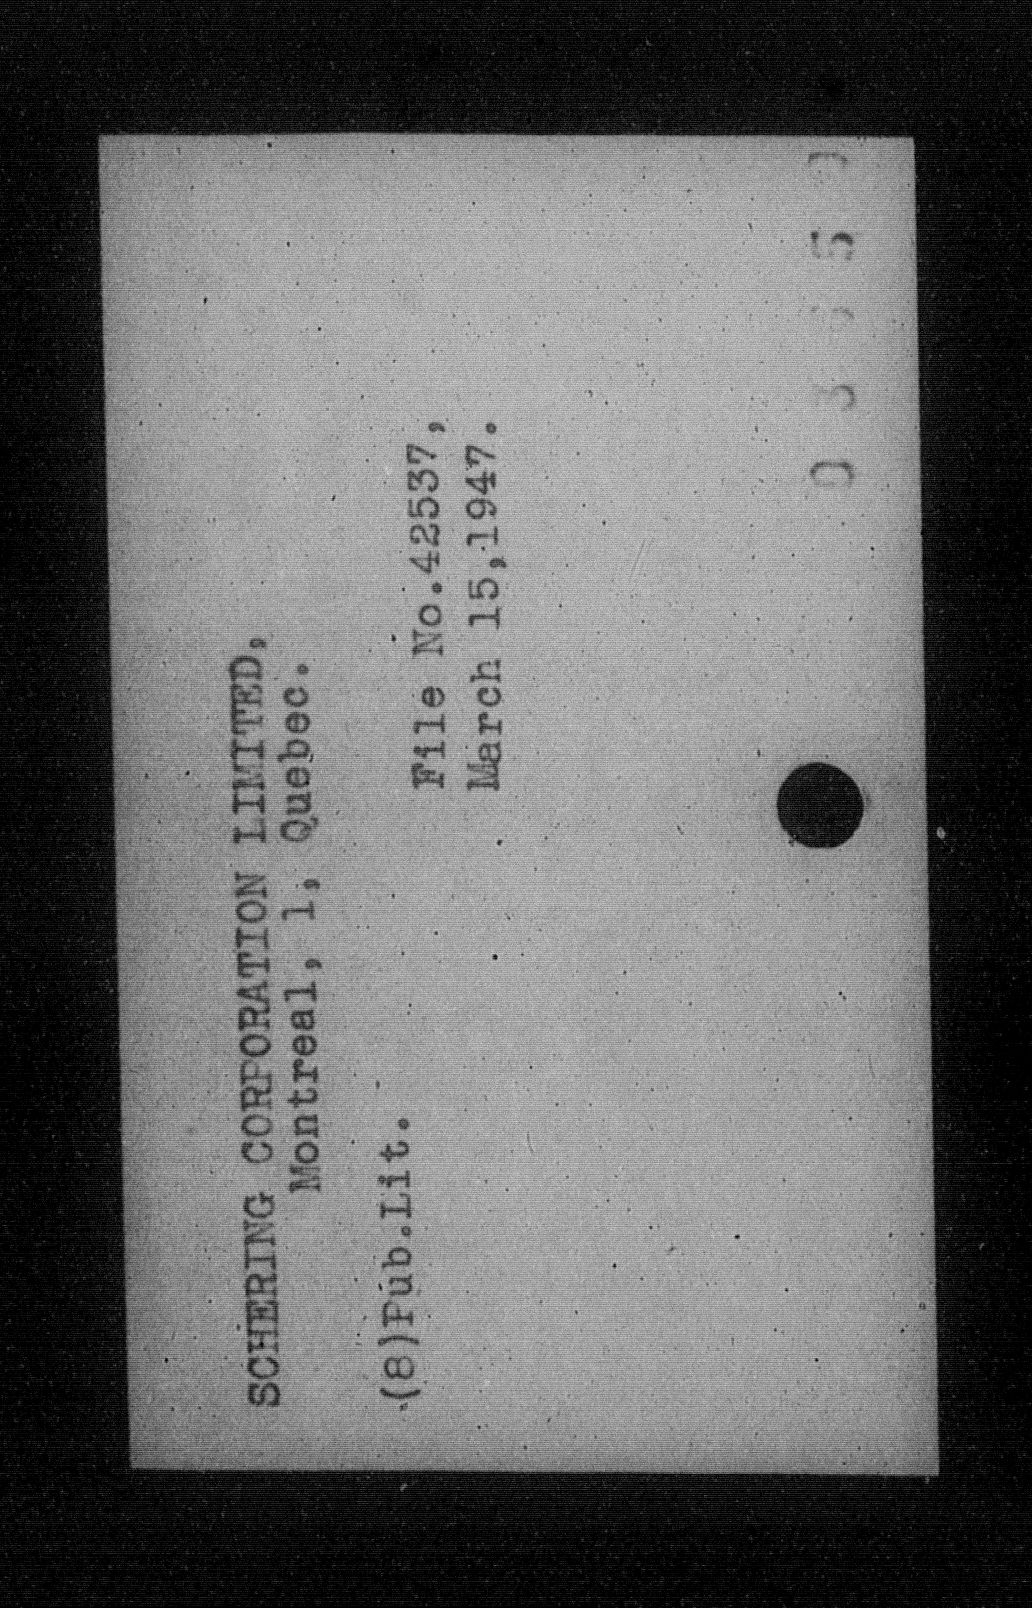 SCHERING CORPORATION LIMITED,
Montreal, 1, Quebec.
(8)Pub.Lit.
File No.42537,
March 15,1947.